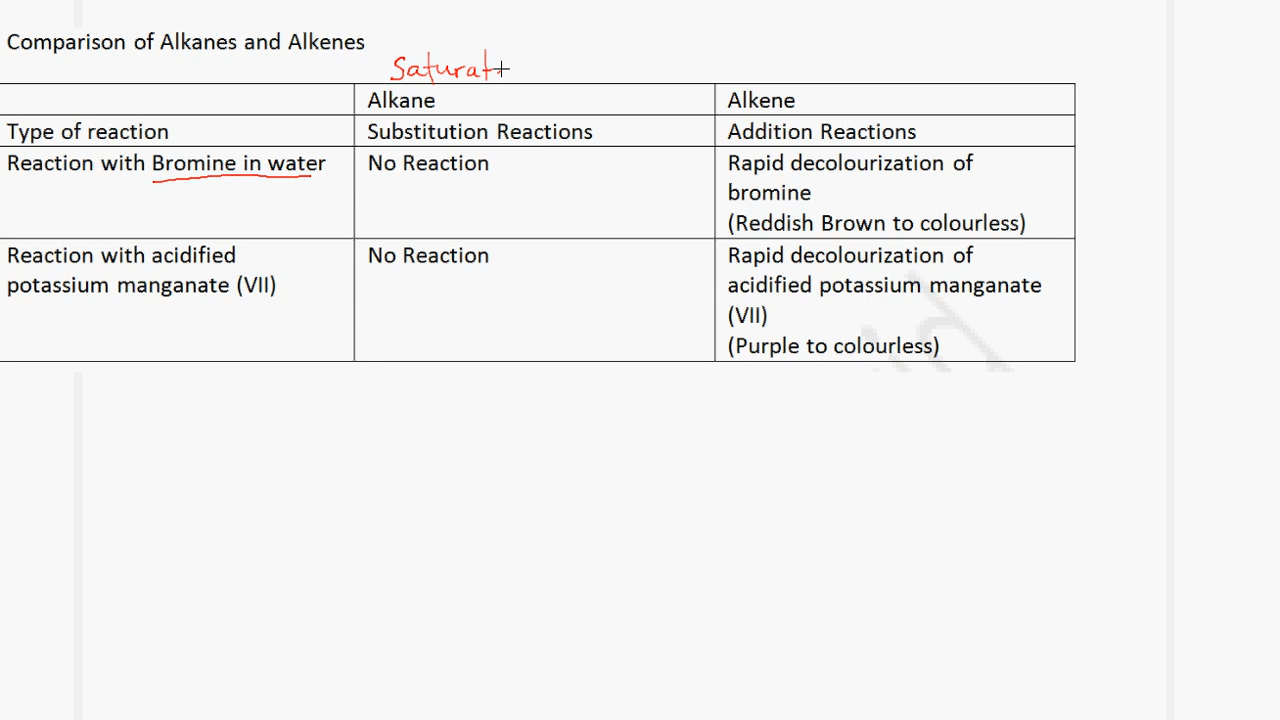 Comparison of Alkanes and Alkenes
Saturat
Alkane Alkene
Type of reaction Substitution Reactions Addition Reactions
Reaction with Bromine in water No Reaction Rapid decolourization of
bromine
(Reddish Brown to colourless)
Reaction with acidified No Reaction Rapid decolourization of
potassium manganate (VII) acidified potassium manganate
(VII)
(Purple to colourless)